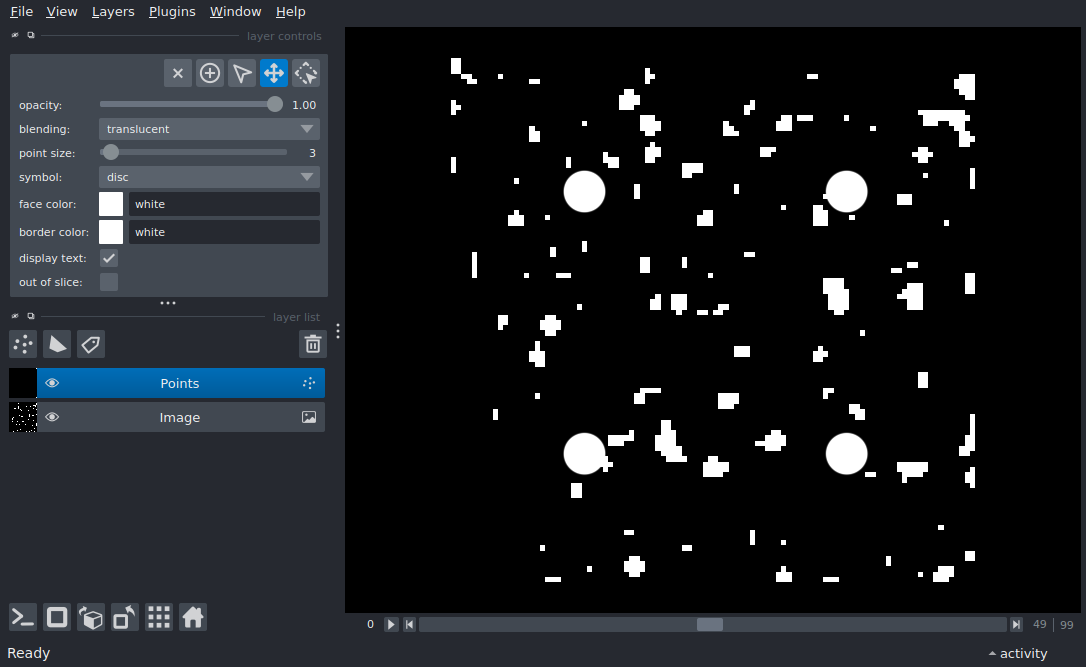 File View Layers Plugins Window Help
layer controls
opacity: 1.00
blending: translucent
point size: 3
symbol: disc
face color: white
border color: white
display text:
out of slice:
layer list
Points
Image
0 49 99
Ready activity